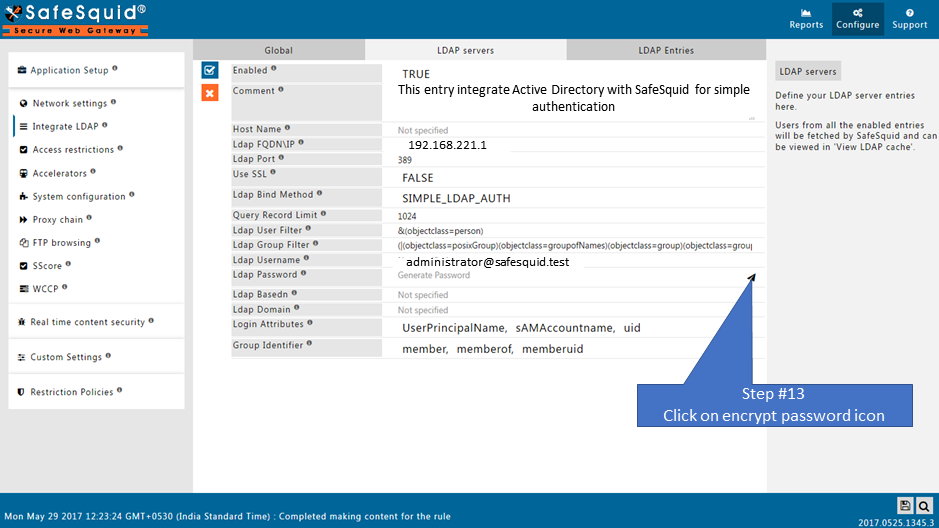 SafeSquid®
Secure Web Gateway
Reports
Configure
Support
Global
LDAP servers
LDAP Entries
Application Setup
Network settings
Integrate LDAP
Access restrictions
Accelerators
System configuration
Proxy chain
FTP browsing
SScore
WCCP
Real time content security
Custom Settings
Restriction Policies
Enabled
TRUE
Comment
This entry integrate Active Directory with SafeSquid for simple
authentication
Host Name
Not specified
Ldap FQDN\IP
192.168.221.1
Ldap Port
389
Use SSL
FALSE
Ldap Bind Method
SIMPLE_LDAP_AUTH
Query Record Limit
1024
Ldap User Filter
&(objectclass=person)
Ldap Group Filter
(|(objectclass=posixGroup)(objectclass=groupofNames)(objectclass=group)(objectclass=group
Ldap Username
administrator@safesquid.test
Ldap Password
Generate Password
Ldap Basedn
Not specified
Ldap Domain
Not specified
Login Attributes
UserPrincipalName, sAMAccountname, uid
Group Identifier
member, memberof, memberuid
LDAP servers
Define your LDAP server entries
here.
Users from all the enabled entries
will be fetched by SafeSquid and can
be viewed in 'View LDAP cache'.
Step #13
Click on encrypt password icon
Mon May 29 2017 12:23:24 GMT+0530 (India Standard Time) : Completed making content for the rule
2017.0525.1345.3